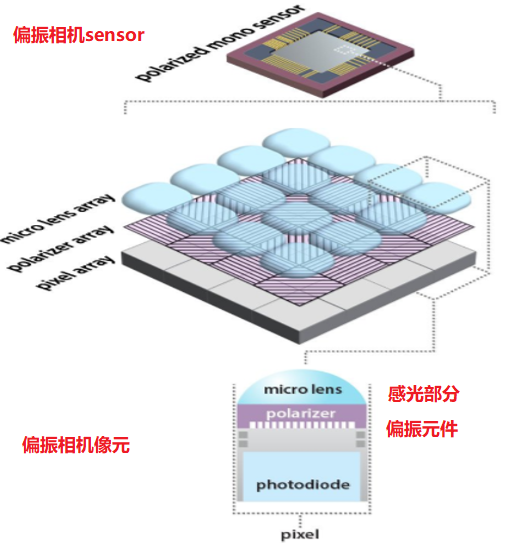 偏振相机sensor
polarized mono sensor
micro lens array
polarizer array
pixel array
micro lens
感光部分
polarizer
偏振元件
偏振相机像元
photodiode
pixel